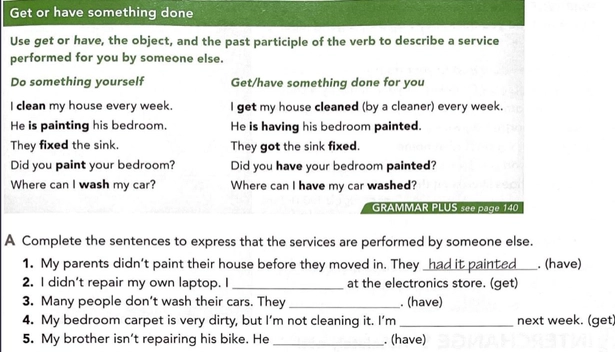 Get or have something done
Use get or have, the object, and the past participle of the verb to describe a service
performed for you by someone else.
Do something yourself Get/have something done for you
I clean my house every week. I get my house cleaned (by a cleaner) every week.
He is painting his bedroom. He is having his bedroom painted.
They fixed the sink. They got the sink fixed.
Did you paint your bedroom? Did you have your bedroom painted?
Where can I wash my car? Where can I have my car washed?
GRAMMAR PLUS see page 140
A Complete the sentences to express that the services are performed by someone else.
1. My parents didn't paint their house before they moved in. They had it painted. (have)
2. I didn't repair my own laptop. I ____________ at the electronics store. (get)
3. Many people don't wash their cars. They ____________. (have)
4. My bedroom carpet is very dirty, but I'm not cleaning it. I'm ____________ next week. (get)
5. My brother isn't repairing his bike. He ____________. (have)